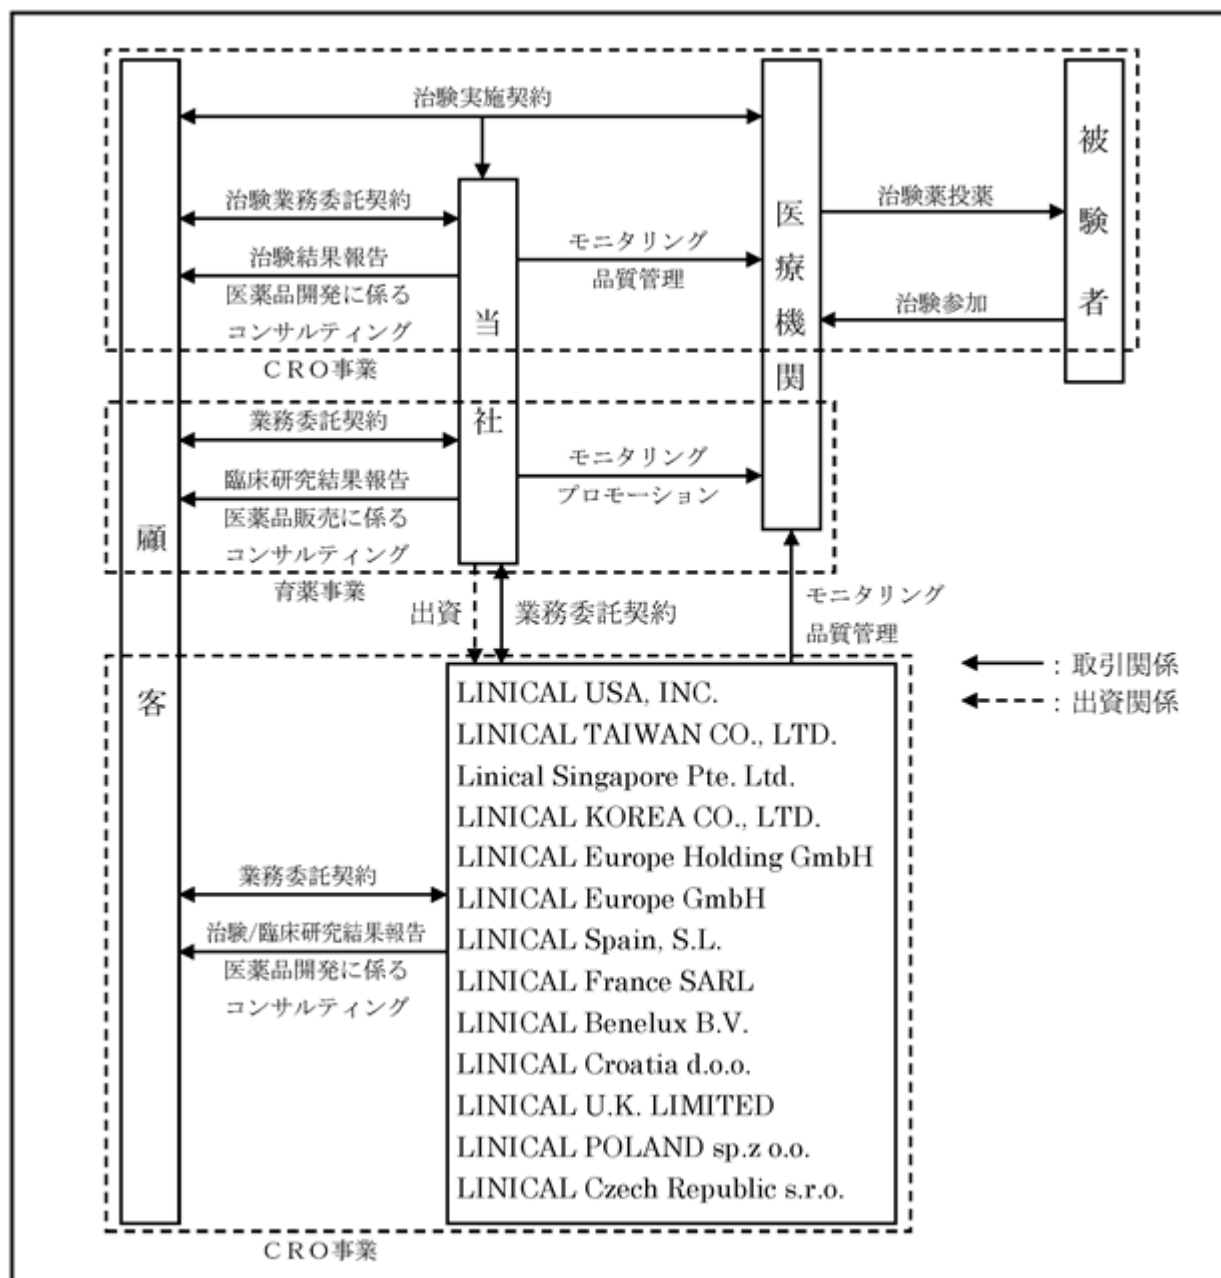 治験実施契約
治験業務委託契約
治験結果報告
医薬品開発に係る
コンサルティング
CRO事業
モニタリング
品質管理
治験薬投薬
治験参加
被験者
医療機関
当社
顧客
業務委託契約
臨床研究結果報告
医薬品販売に係る
コンサルティング
育薬事業
モニタリング
プロモーション
出資
業務委託契約
モニタリング
品質管理
:取引関係
:出資関係
LINICAL USA, INC.
LINICAL TAIWAN CO., LTD.
Linical Singapore Pte. Ltd.
LINICAL KOREA CO., LTD.
LINICAL Europe Holding GmbH
LINICAL Europe GmbH
LINICAL Spain, S.L.
LINICAL France SARL
LINICAL Benelux B.V.
LINICAL Croatia d.o.o.
LINICAL U.K. LIMITED
LINICAL POLAND sp.z o.o.
LINICAL Czech Republic s.r.o.
業務委託契約
治験/臨床研究結果報告
医薬品開発に係る
コンサルティング
CRO事業